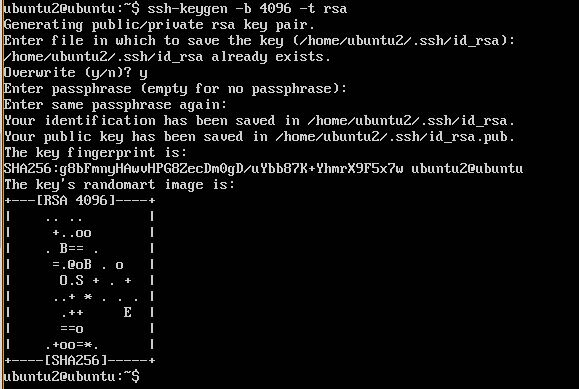 ubuntu2@ubuntu:~$ ssh-keygen -b 4096 -t rsa
Generating public/private rsa key pair.
Enter file in which to save the key (/home/ubuntu2/.ssh/id_rsa):
/home/ubuntu2/.ssh/id_rsa already exists.
Overwrite (y/n)? y
Enter passphrase (empty for no passphrase):
Enter same passphrase again:
Your identification has been saved in /home/ubuntu2/.ssh/id_rsa.
Your public key has been saved in /home/ubuntu2/.ssh/id_rsa.pub.
The key fingerprint is:
SHA256:g8bFmnyHAwvHPG8ZecDm0gD/uYbb87K+YhmrX9F5x7w ubuntu2@ubuntu
The key's randomart image is:
+---[RSA 4096]----+
|     .. ..       |
|      +..oo      |
|     . B== .     |
|      =.@oB . o  |
|       O.S + . + |
|      ..+ * . . .|
|       .++     E |
|       ==o       |
|     .+oo=*.     |
+----[SHA256]-----+
ubuntu2@ubuntu:~$